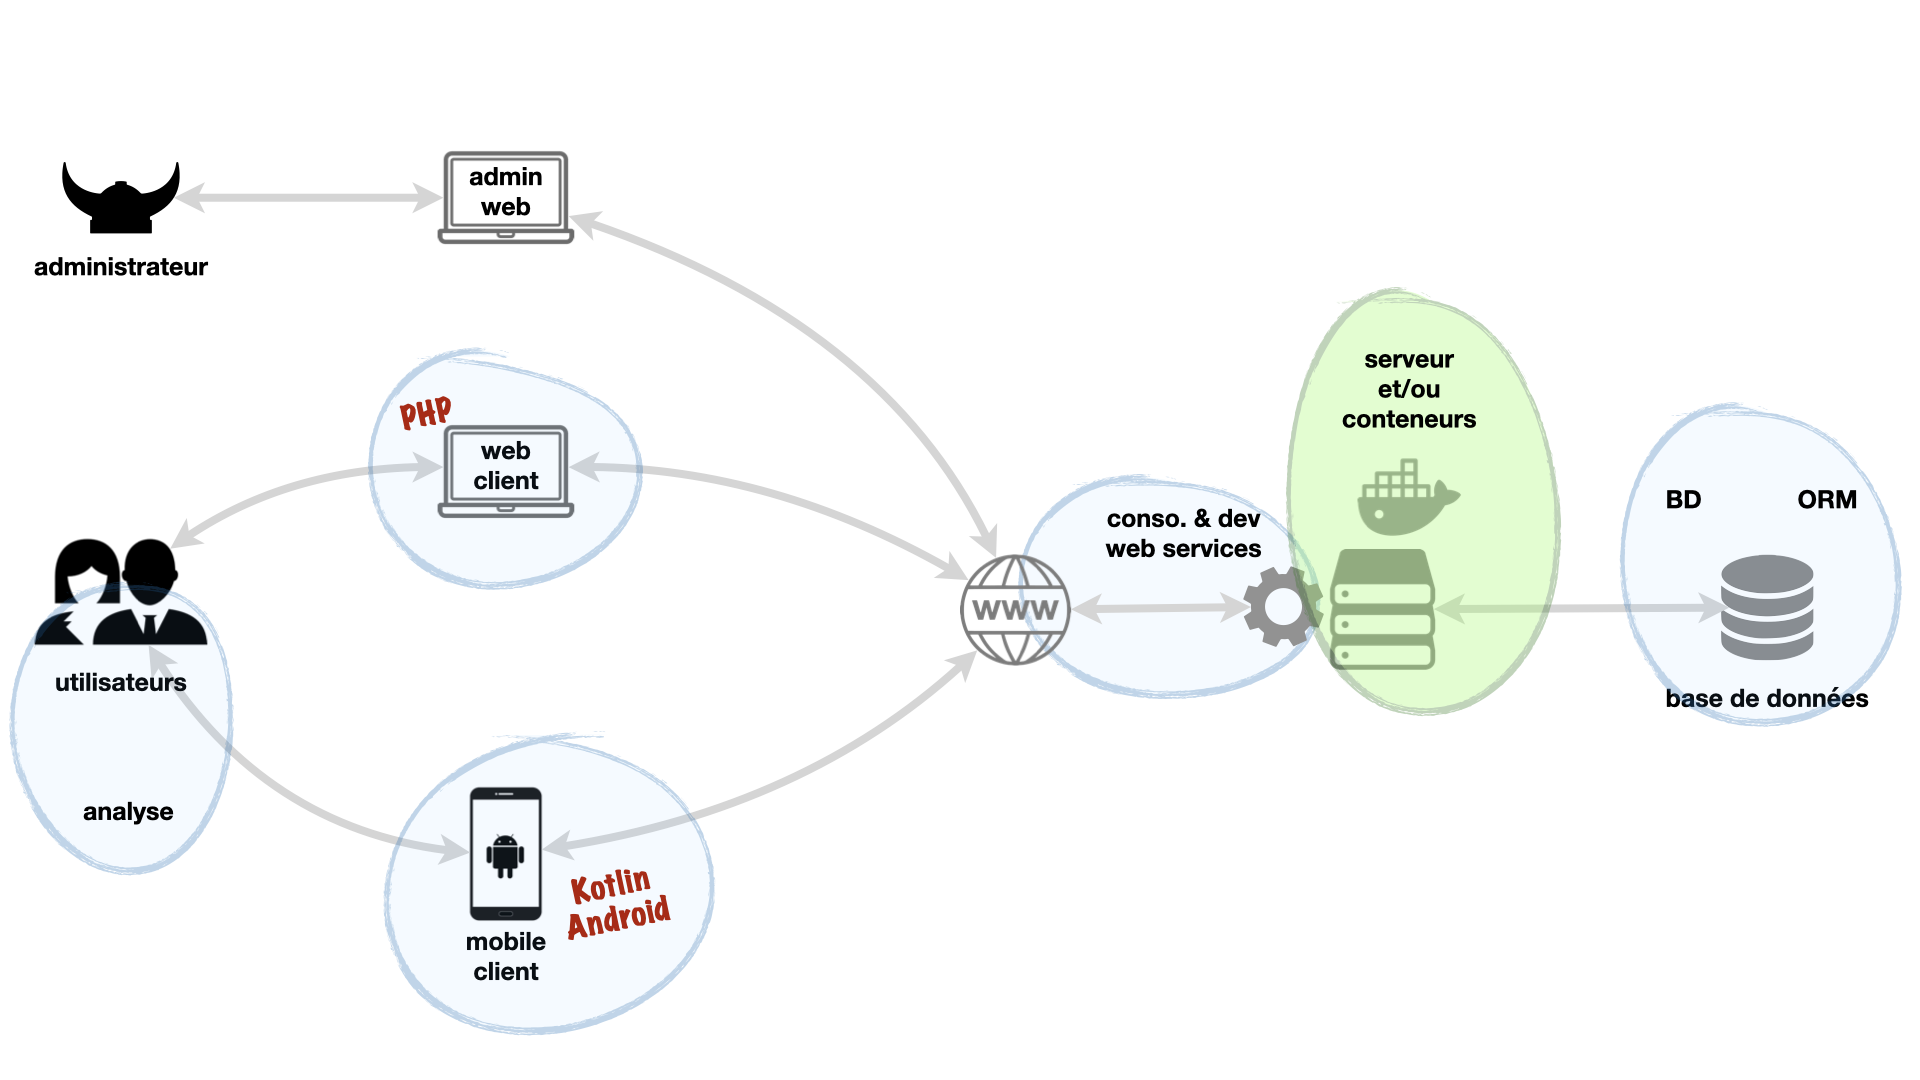 admin
web
administrateur
PHP
web
client
utilisateurs
analyse
Kotlin
Android
mobile
client
www
conso. & dev
web services
serveur
et/ou
conteneurs
BD
ORM
base de données